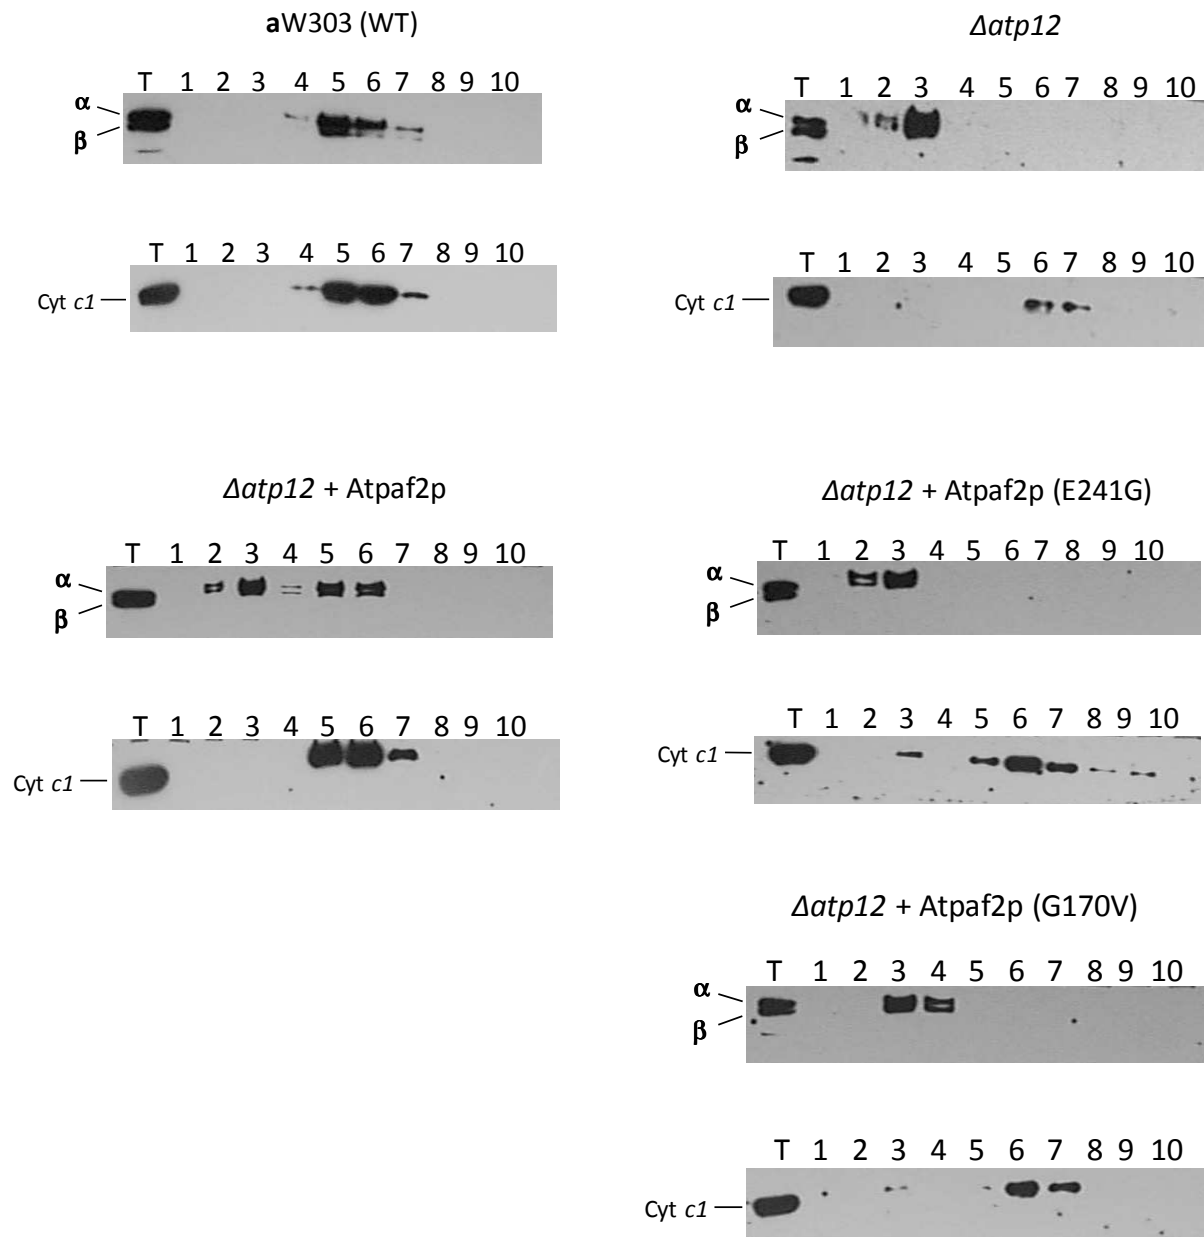 aW303 (WT)
T 1 2 3 4 5 6 7 8 9 10
α
β
T 1 2 3 4 5 6 7 8 9 10
Cyt c1
Δatp12
T 1 2 3 4 5 6 7 8 9 10
α
β
T 1 2 3 4 5 6 7 8 9 10
Cyt c1
Δatp12 + Atpaf2p
T 1 2 3 4 5 6 7 8 9 10
α
β
T 1 2 3 4 5 6 7 8 9 10
Cyt c1
Δatp12 + Atpaf2p (E241G)
T 1 2 3 4 5 6 7 8 9 10
α
β
T 1 2 3 4 5 6 7 8 9 10
Cyt c1
Δatp12 + Atpaf2p (G170V)
T 1 2 3 4 5 6 7 8 9 10
α
β
T 1 2 3 4 5 6 7 8 9 10
Cyt c1